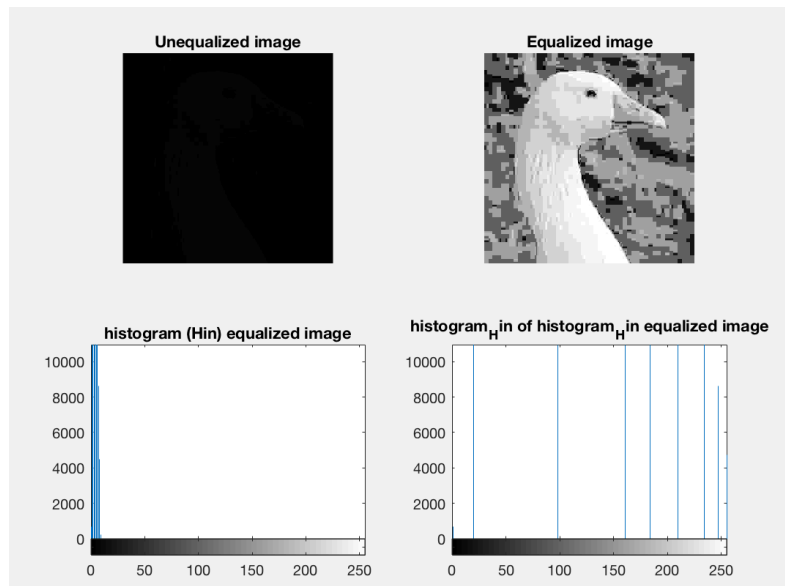 Unequalized image
Equalized image
histogram (Hin) equalized image
10000
8000
6000
4000
2000
0
0 50 100 150 200 250
histogram_Hin of histogram_Hin equalized image
10000
8000
6000
4000
2000
0
0 50 100 150 200 250